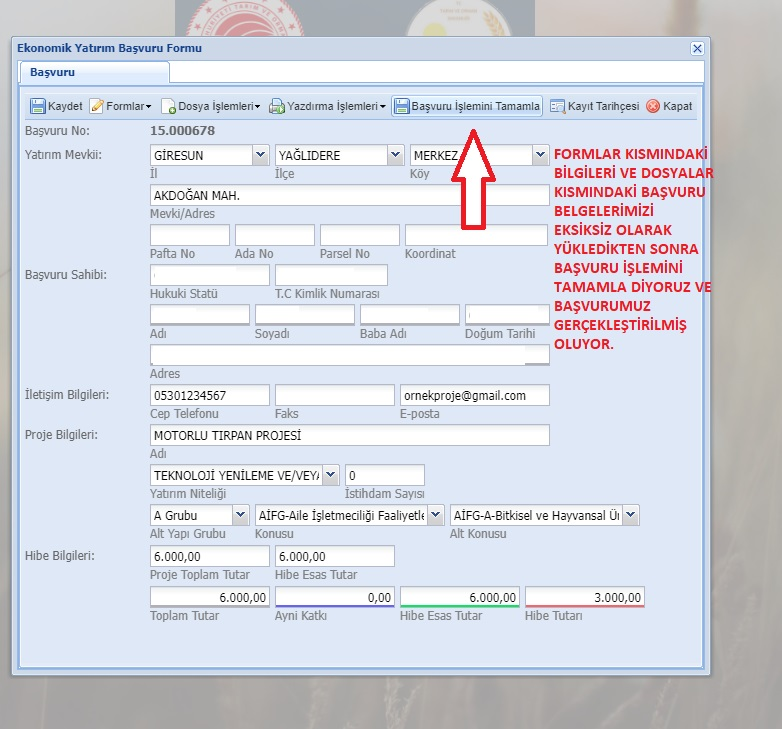 Ekonomik Yatırım Başvuru Formu
Başvuru
Kaydet Formlar Dosya İşlemleri Yazdırma İşlemleri Başvuru İşlemini Tamamla Kayıt Tarihçesi Kapat
Başvuru No: 15.000678
Yatırım Mevkii: GİRESUN YAĞLIDERE MERKEZ
İl İlçe Köy
AKDOĞAN MAH.
Mevki/Adres
Pafta No Ada No Parsel No Koordinat
Başvuru Sahibi:
Hukuki Statü T.C Kimlik Numarası
Adı Soyadı Baba Adı Doğum Tarihi
Adres
İletişim Bilgileri: 05301234567 ornekproje@gmail.com
Cep Telefonu Faks E-posta
Proje Bilgileri: MOTORLU TIRPAN PROJESİ
Adı
TEKNOLOJİ YENİLEME VE/VEYA 0
Yatırım Niteliği İstihdam Sayısı
A Grubu AİFG-Aile İşletmeciliği Faaliyetle AİFG-A-Bitkisel ve Hayvansal Ür
Alt Yapı Grubu Konusu Alt Konusu
Hibe Bilgileri: 6.000,00 6.000,00
Proje Toplam Tutar Hibe Esas Tutar
6.000,00 0,00 6.000,00 3.000,00
Toplam Tutar Ayni Katkı Hibe Esas Tutar Hibe Tutarı
FORMLAR KISMINDAKİ
BİLGİLERİ VE DOSYALAR
KISMINDAKİ BAŞVURU
BELGELERİMİZİ
EKSİKSİZ OLARAK
YÜKLEDİKTEN SONRA
BAŞVURU İŞLEMİNİ
TAMAMLA DİYORUZ VE
BAŞVURUMUZ
GERÇEKLEŞTİRİLMİŞ
OLUYOR.